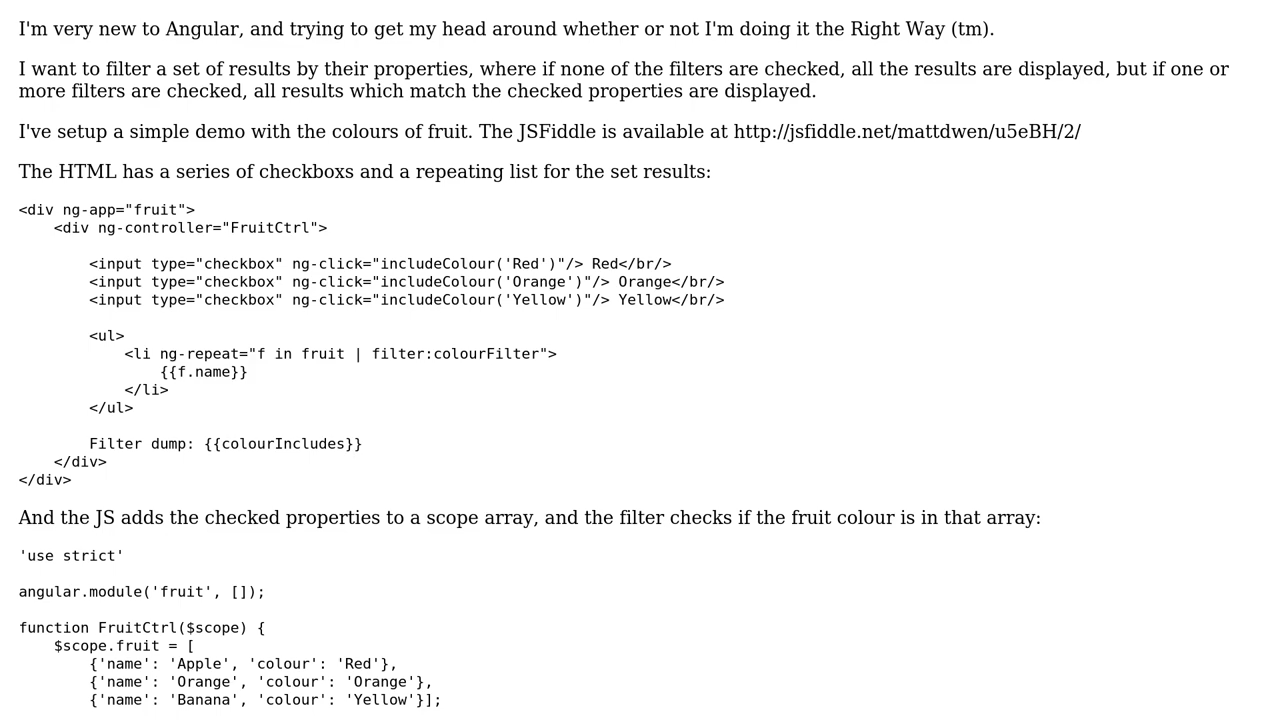 I'm very new to Angular, and trying to get my head around whether or not I'm doing it the Right Way (tm).
I want to filter a set of results by their properties, where if none of the filters are checked, all the results are displayed, but if one or
more filters are checked, all results which match the checked properties are displayed.
I've setup a simple demo with the colours of fruit. The JSFiddle is available at http://jsfiddle.net/mattdwen/u5eBH/2/
The HTML has a series of checkboxs and a repeating list for the set results:
<div ng-app="fruit">
    <div ng-controller="FruitCtrl">
        <input type="checkbox" ng-click="includeColour('Red')"/> Red</br/>
        <input type="checkbox" ng-click="includeColour('Orange')"/> Orange</br/>
        <input type="checkbox" ng-click="includeColour('Yellow')"/> Yellow</br/>
        <ul>
            <li ng-repeat="f in fruit | filter:colourFilter">
                {{f.name}}
            </li>
        </ul>
        Filter dump: {{colourIncludes}}
    </div>
</div>
And the JS adds the checked properties to a scope array, and the filter checks if the fruit colour is in that array:
'use strict'
angular.module('fruit', []);
function FruitCtrl($scope) {
    $scope.fruit = [
        {'name': 'Apple', 'colour': 'Red'},
        {'name': 'Orange', 'colour': 'Orange'},
        {'name': 'Banana', 'colour': 'Yellow'}];